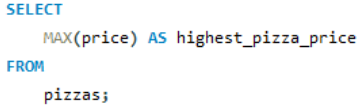 SELECT
    MAX(price) AS highest_pizza_price
FROM
    pizzas;